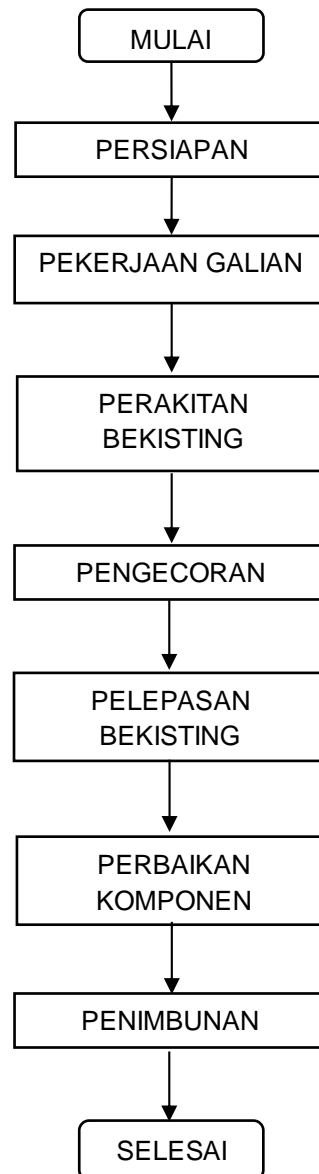 MULAI
PERSIAPAN
PEKERJAAN GALIAN
PERAKITAN
BEKISTING
PENGECORAN
PELEPASAN
BEKISTING
PERBAIKAN
KOMPONEN
PENIMBUNAN
SELESAI